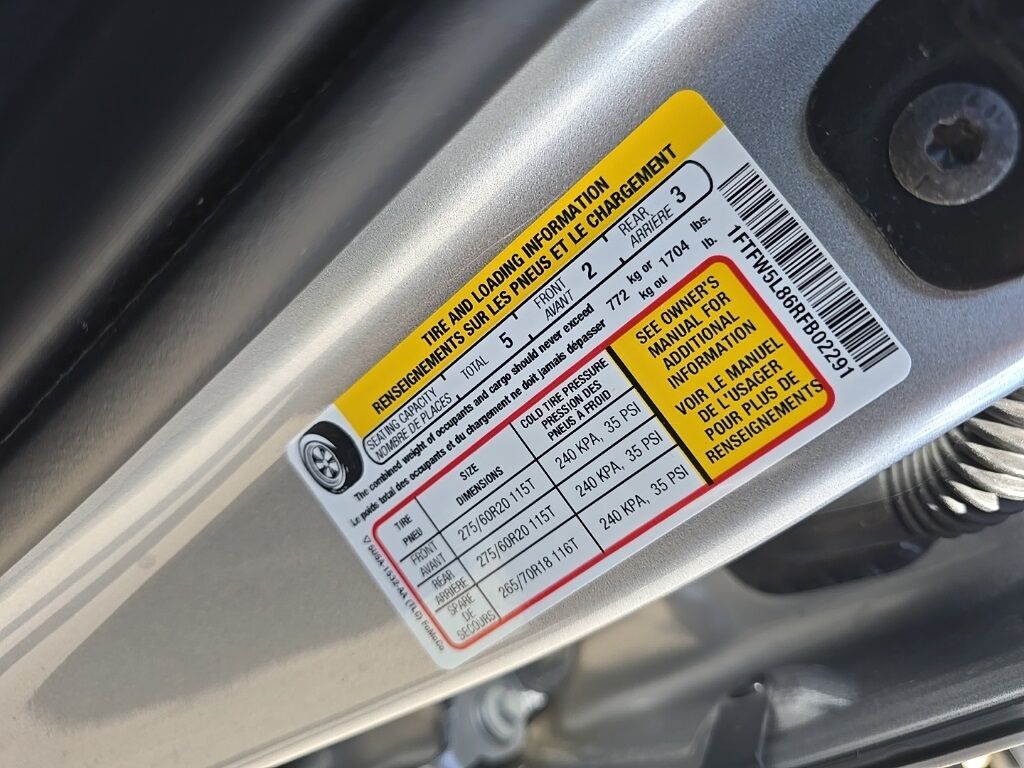 TIRE AND LOADING INFORMATION
RENSEIGNEMENTS SUR LES PNEUS ET LE CHARGEMENT
SEATING CAPACITY
NOMBRE DE PLACES
TOTAL 5
FRONT
AVANT 2
REAR
ARRIÈRE 3
The combined weight of occupants and cargo should never exceed 772 kg or 1704 lbs.
Le poids total des occupants et du chargement ne doit jamais dépasser kg ou lb.
TIRE
PNEU
SIZE
DIMENSIONS
COLD TIRE PRESSURE
PRESSION DES
PNEUS A FROID
FRONT
AVANT
275/60R20 115T
240 KPA, 35 PSI
REAR
ARRIÈRE
275/60R20 115T
240 KPA, 35 PSI
SPARE
DE
SECOURS
265/70R18 116T
240 KPA, 35 PSI
SEE OWNER'S
MANUAL FOR
ADDITIONAL
INFORMATION
VOIR LE MANUEL
DE L'USAGER
POUR PLUS DE
RENSEIGNEMENTS
1FTFW5L86RFB02291